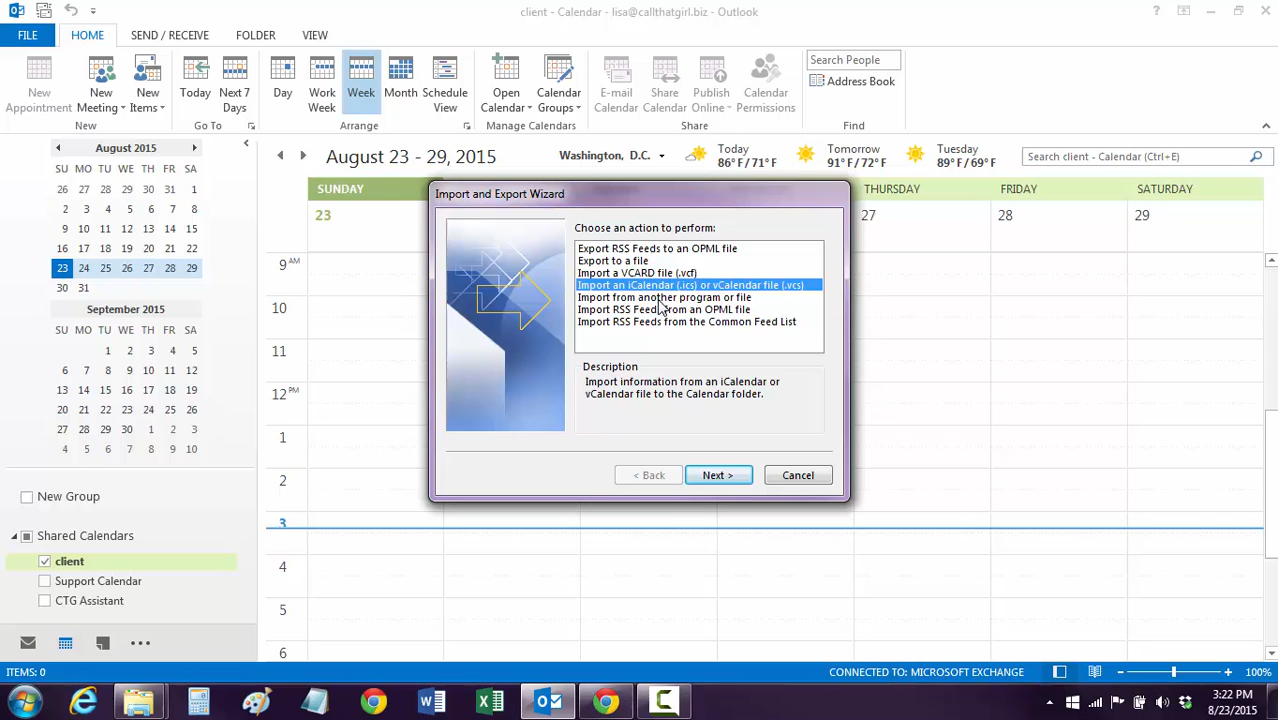 client - Calendar - lisa@callthatgirl.biz - Outlook
FILE HOME SEND / RECEIVE FOLDER VIEW
New Appointment
New Meeting
New Items
Today
Next 7 Days
Day
Work Week
Week
Month
Schedule View
Open Calendar
Calendar Groups
E-mail Calendar
Share Calendar
Publish Online
Calendar Permissions
Search People
Address Book
New Go To Arrange Manage Calendars Share Find
August 2015
SU MO TU WE TH FR SA
26 27 28 29 30 31 1
2 3 4 5 6 7 8
9 10 11 12 13 14 15
16 17 18 19 20 21 22
23 24 25 26 27 28 29
30 31
September 2015
1 2 3 4 5
6 7 8 9 10 11 12
13 14 15 16 17 18 19
20 21 22 23 24 25 26
27 28 29 30 1 2 3
4 5 6 7 8 9 10
New Group
Shared Calendars
client
Support Calendar
CTG Assistant
August 23 - 29, 2015
Washington, D.C.
Today
86°F/71°F
Tomorrow
91°F/72°F
Tuesday
89°F/69°F
Search client - Calendar (Ctrl+E)
SUNDAY THURSDAY FRIDAY SATURDAY
23 27 28 29
9 AM
10
11
12 PM
1
2
3
4
5
6
Import and Export Wizard
Choose an action to perform:
Export RSS Feeds to an OPML file
Export to a file
Import a VCARD file (.vcf)
Import an iCalendar (.ics) or vCalendar file (.vcs)
Import from another program or file
Import RSS Feeds from an OPML file
Import RSS Feeds from the Common Feed List
Description
Import information from an iCalendar or
vCalendar file to the Calendar folder.
< Back Next > Cancel
ITEMS: 0 CONNECTED TO: MICROSOFT EXCHANGE 100%
3:22 PM
8/23/2015